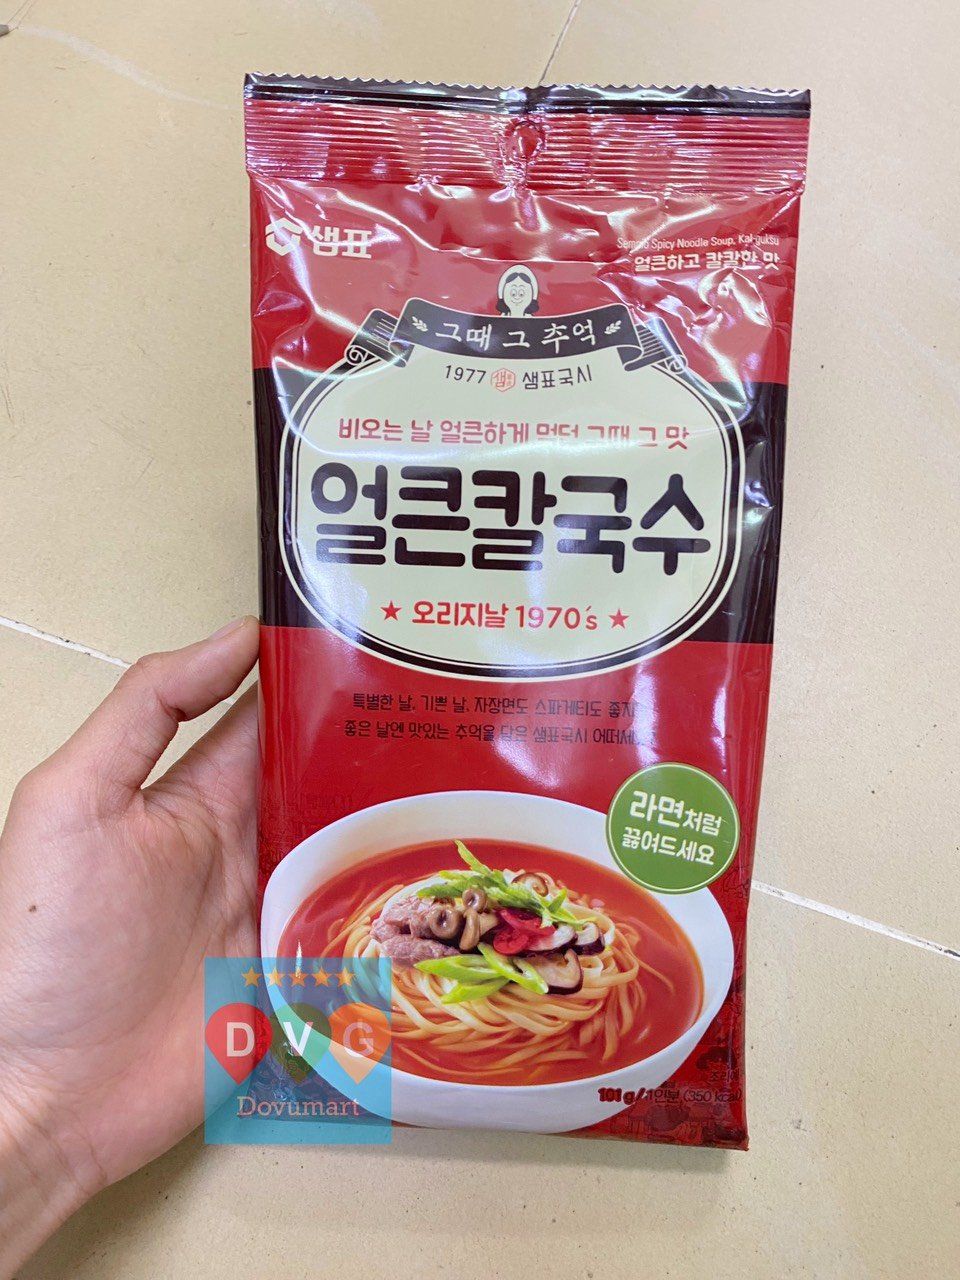 샘표
Sempio Spicy Noodle Soup, Kal-guksu
얼큰하고 칼칼한 맛
그때 그 추억
1977 샘표국시
비오는 날 얼큰하게 먹던 그때 그 맛
얼큰칼국수
★ 오리지날 1970´s ★
특별한 날, 기쁜 날, 자장면도 스파게티도 좋지만
좋은 날엔 맛있는 추억을 담은 샘표국시
라면처럼
끓여드세요
조리예
101 g / 1인분 (350 kcal)
DVG
Dovumart